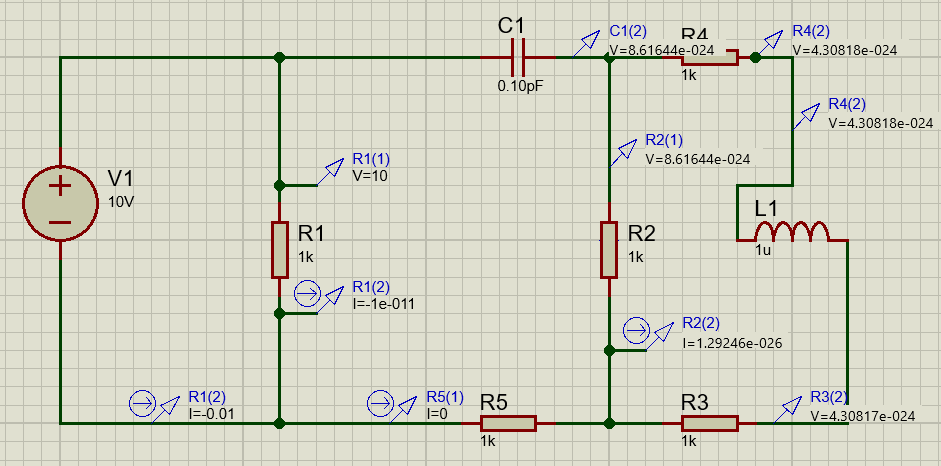 C1
0.10pF
C1(2)
V=8.61644e-024
R4
1k
R4(2)
V=4.30818e-024
R4(2)
V=4.30818e-024
R2(1)
V=8.61644e-024
R1(1)
V=10
V1
10V
R1
1k
R2
1k
L1
1u
R1(2)
I=-1e-011
R2(2)
I=1.29246e-026
R1(2)
I=-0.01
R5(1)
I=0
R5
1k
R3
1k
R3(2)
V=4.30817e-024